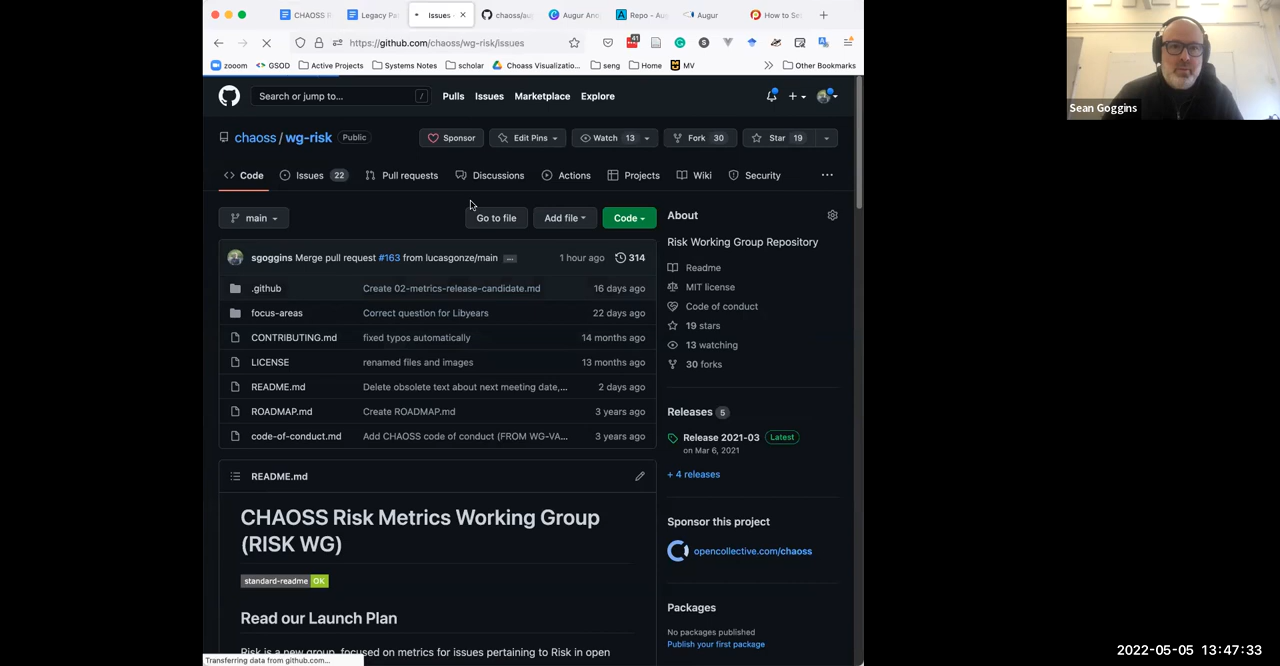 CHAOSS R
Legacy Pa
Issues
chaoss/au
Augur Ano
Repo - Au
Augur
How to Se
https://github.com/chaoss/wg-risk/issues
zooom
GSOD
Active Projects
Systems Notes
scholar
Choass Visualizatio...
seng
Home
MV
Other Bookmarks
Search or jump to...
/
Pulls
Issues
Marketplace
Explore
chaoss / wg-risk
Public
Sponsor
Edit Pins
Watch 13
Fork 30
Star 19
Code
Issues 22
Pull requests
Discussions
Actions
Projects
Wiki
Security
main
Go to file
Add file
Code
sgoggins Merge pull request #163 from lucasgonze/main ...
1 hour ago
314
.github
Create 02-metrics-release-candidate.md
16 days ago
focus-areas
Correct question for Libyears
22 days ago
CONTRIBUTING.md
fixed typos automatically
14 months ago
LICENSE
renamed files and images
13 months ago
README.md
Delete obsolete text about next meeting date,...
2 days ago
ROADMAP.md
Create ROADMAP.md
3 years ago
code-of-conduct.md
Add CHAOSS code of conduct (FROM WG-VA...
3 years ago
README.md
CHAOSS Risk Metrics Working Group
(RISK WG)
standard-readme OK
Read our Launch Plan
Risk is a new group, focused on metrics for issues pertaining to Risk in open
Transferring data from github.com...
About
Risk Working Group Repository
Readme
MIT license
Code of conduct
19 stars
13 watching
30 forks
Releases 5
Release 2021-03 Latest
on Mar 6, 2021
+ 4 releases
Sponsor this project
opencollective.com/chaoss
Packages
No packages published
Publish your first package
Sean Goggins
2022-05-05 13:47:33